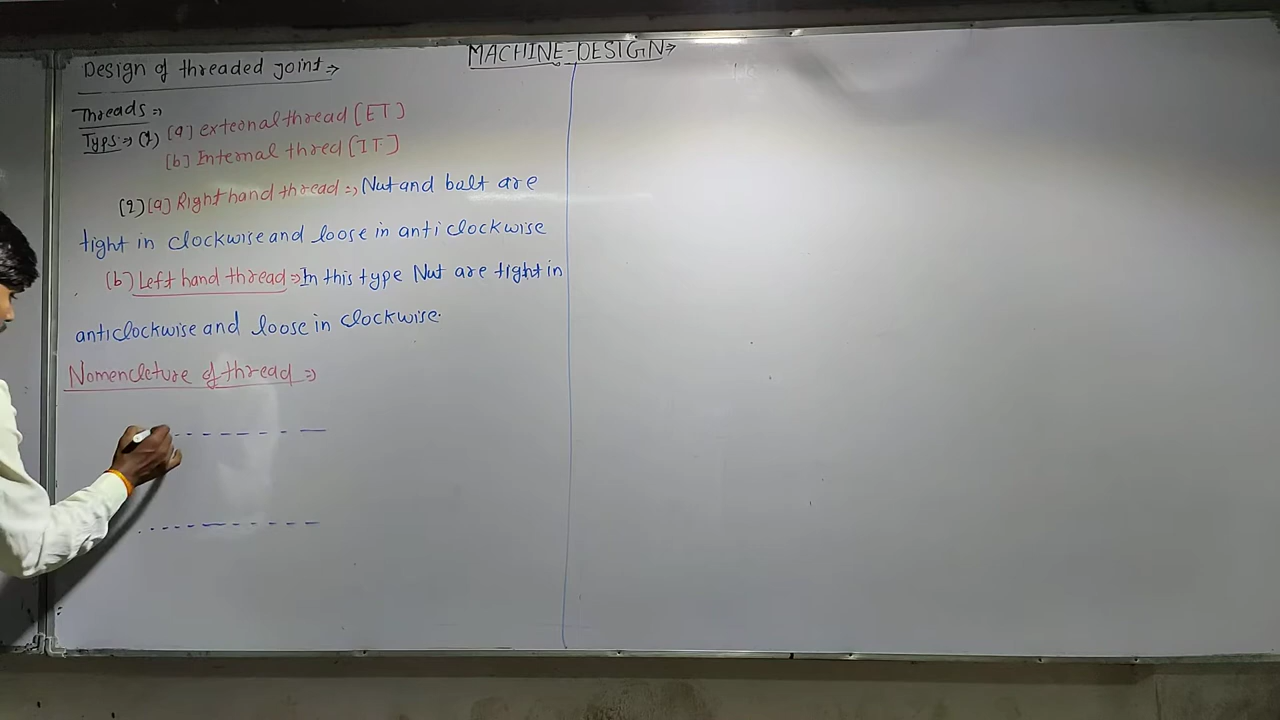 MACHINE-DESIGN→
Design of threaded joint⇒
Threads⇒
Typs:⇒ (1) [a] external thread [ET]
[b] Internal thred [IT]
(2) [a] Right hand thread⇒ Nut and bolt are
tight in clockwise and loose in anti clockwise
(b) Left hand thread⇒ In this type Nut are tight in
anticlockwise and loose in clockwise.
Nomencleture of thread⇒